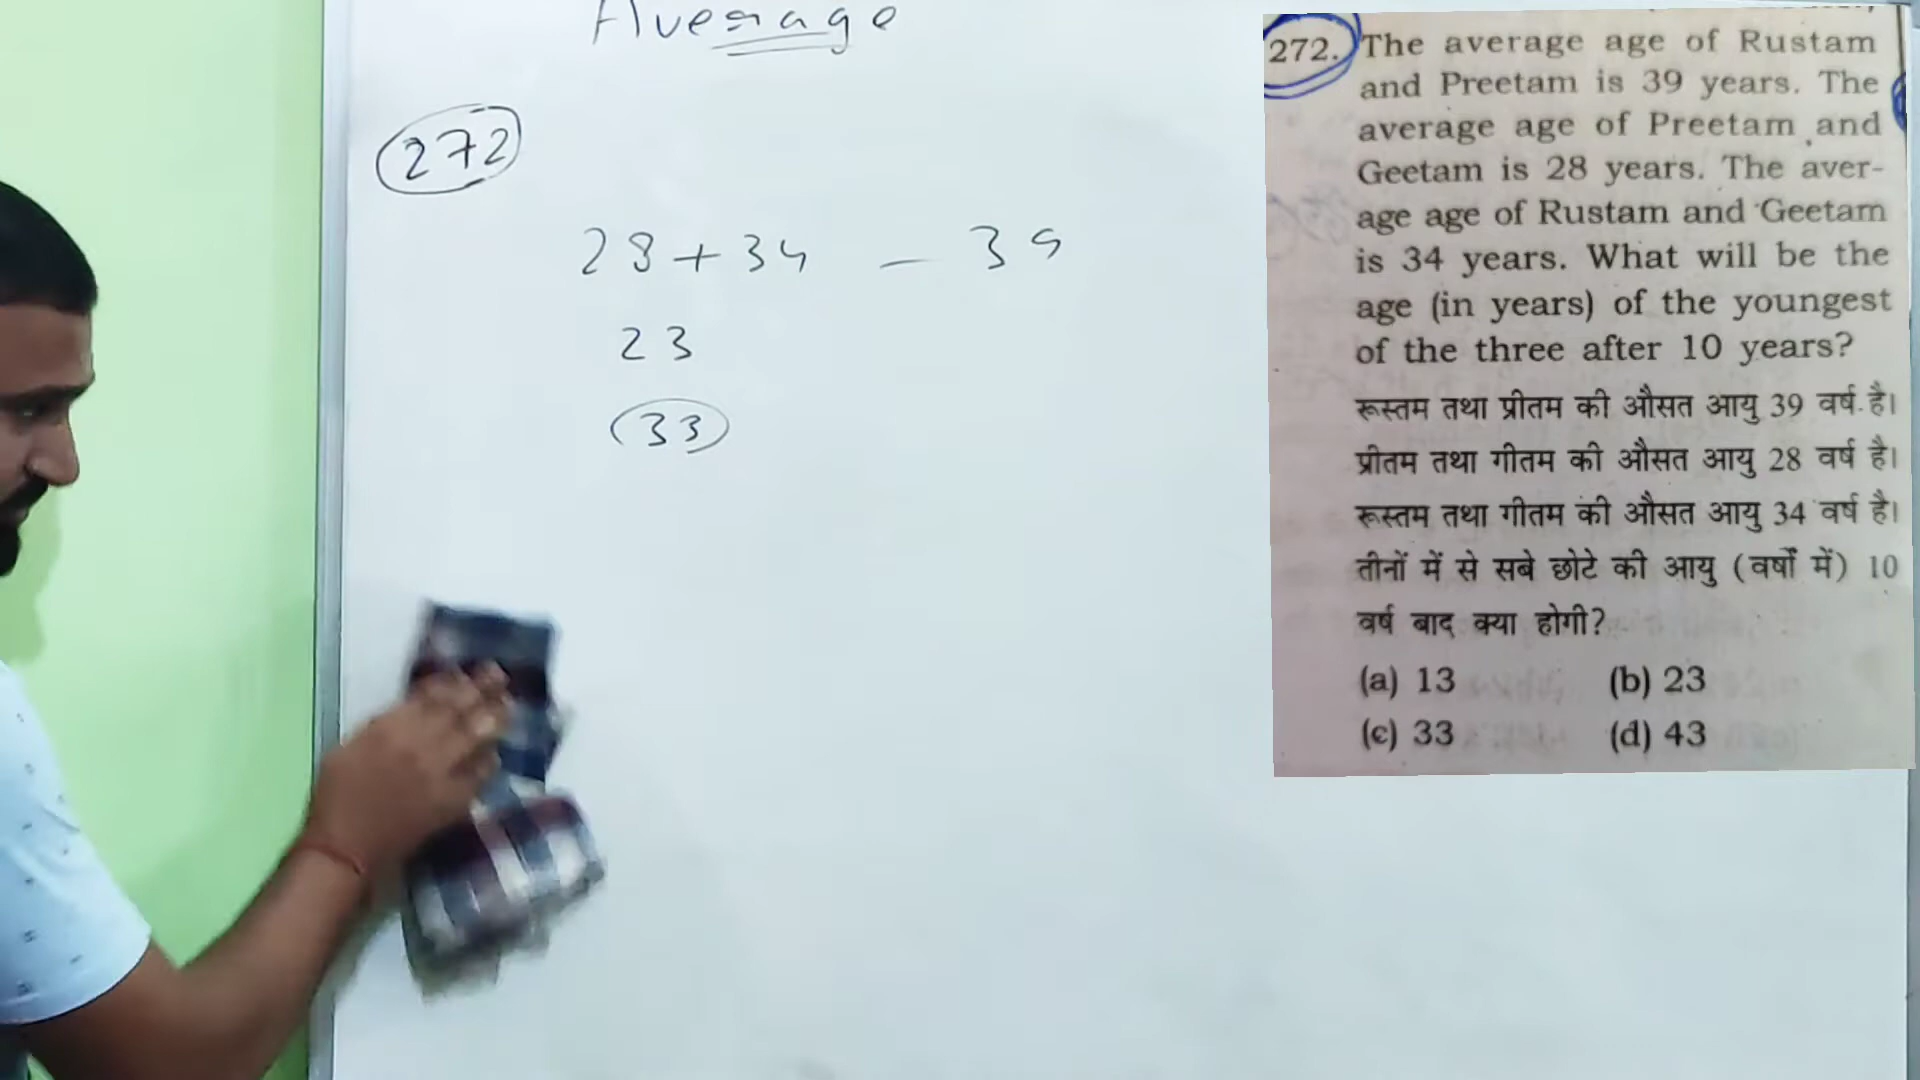 Average
272
28 + 34 - 39
23
33
272. The average age of Rustam
and Preetam is 39 years. The
average age of Preetam and
Geetam is 28 years. The aver-
age age of Rustam and Geetam
is 34 years. What will be the
age (in years) of the youngest
of the three after 10 years?
रूस्तम तथा प्रीतम की औसत आयु 39 वर्ष है।
प्रीतम तथा गीतम की औसत आयु 28 वर्ष है।
रूस्तम तथा गीतम की औसत आयु 34 वर्ष है।
तीनों में से सबे छोटे की आयु (वर्षों में) 10
वर्ष बाद क्या होगी?
(a) 13 (b) 23
(c) 33 (d) 43